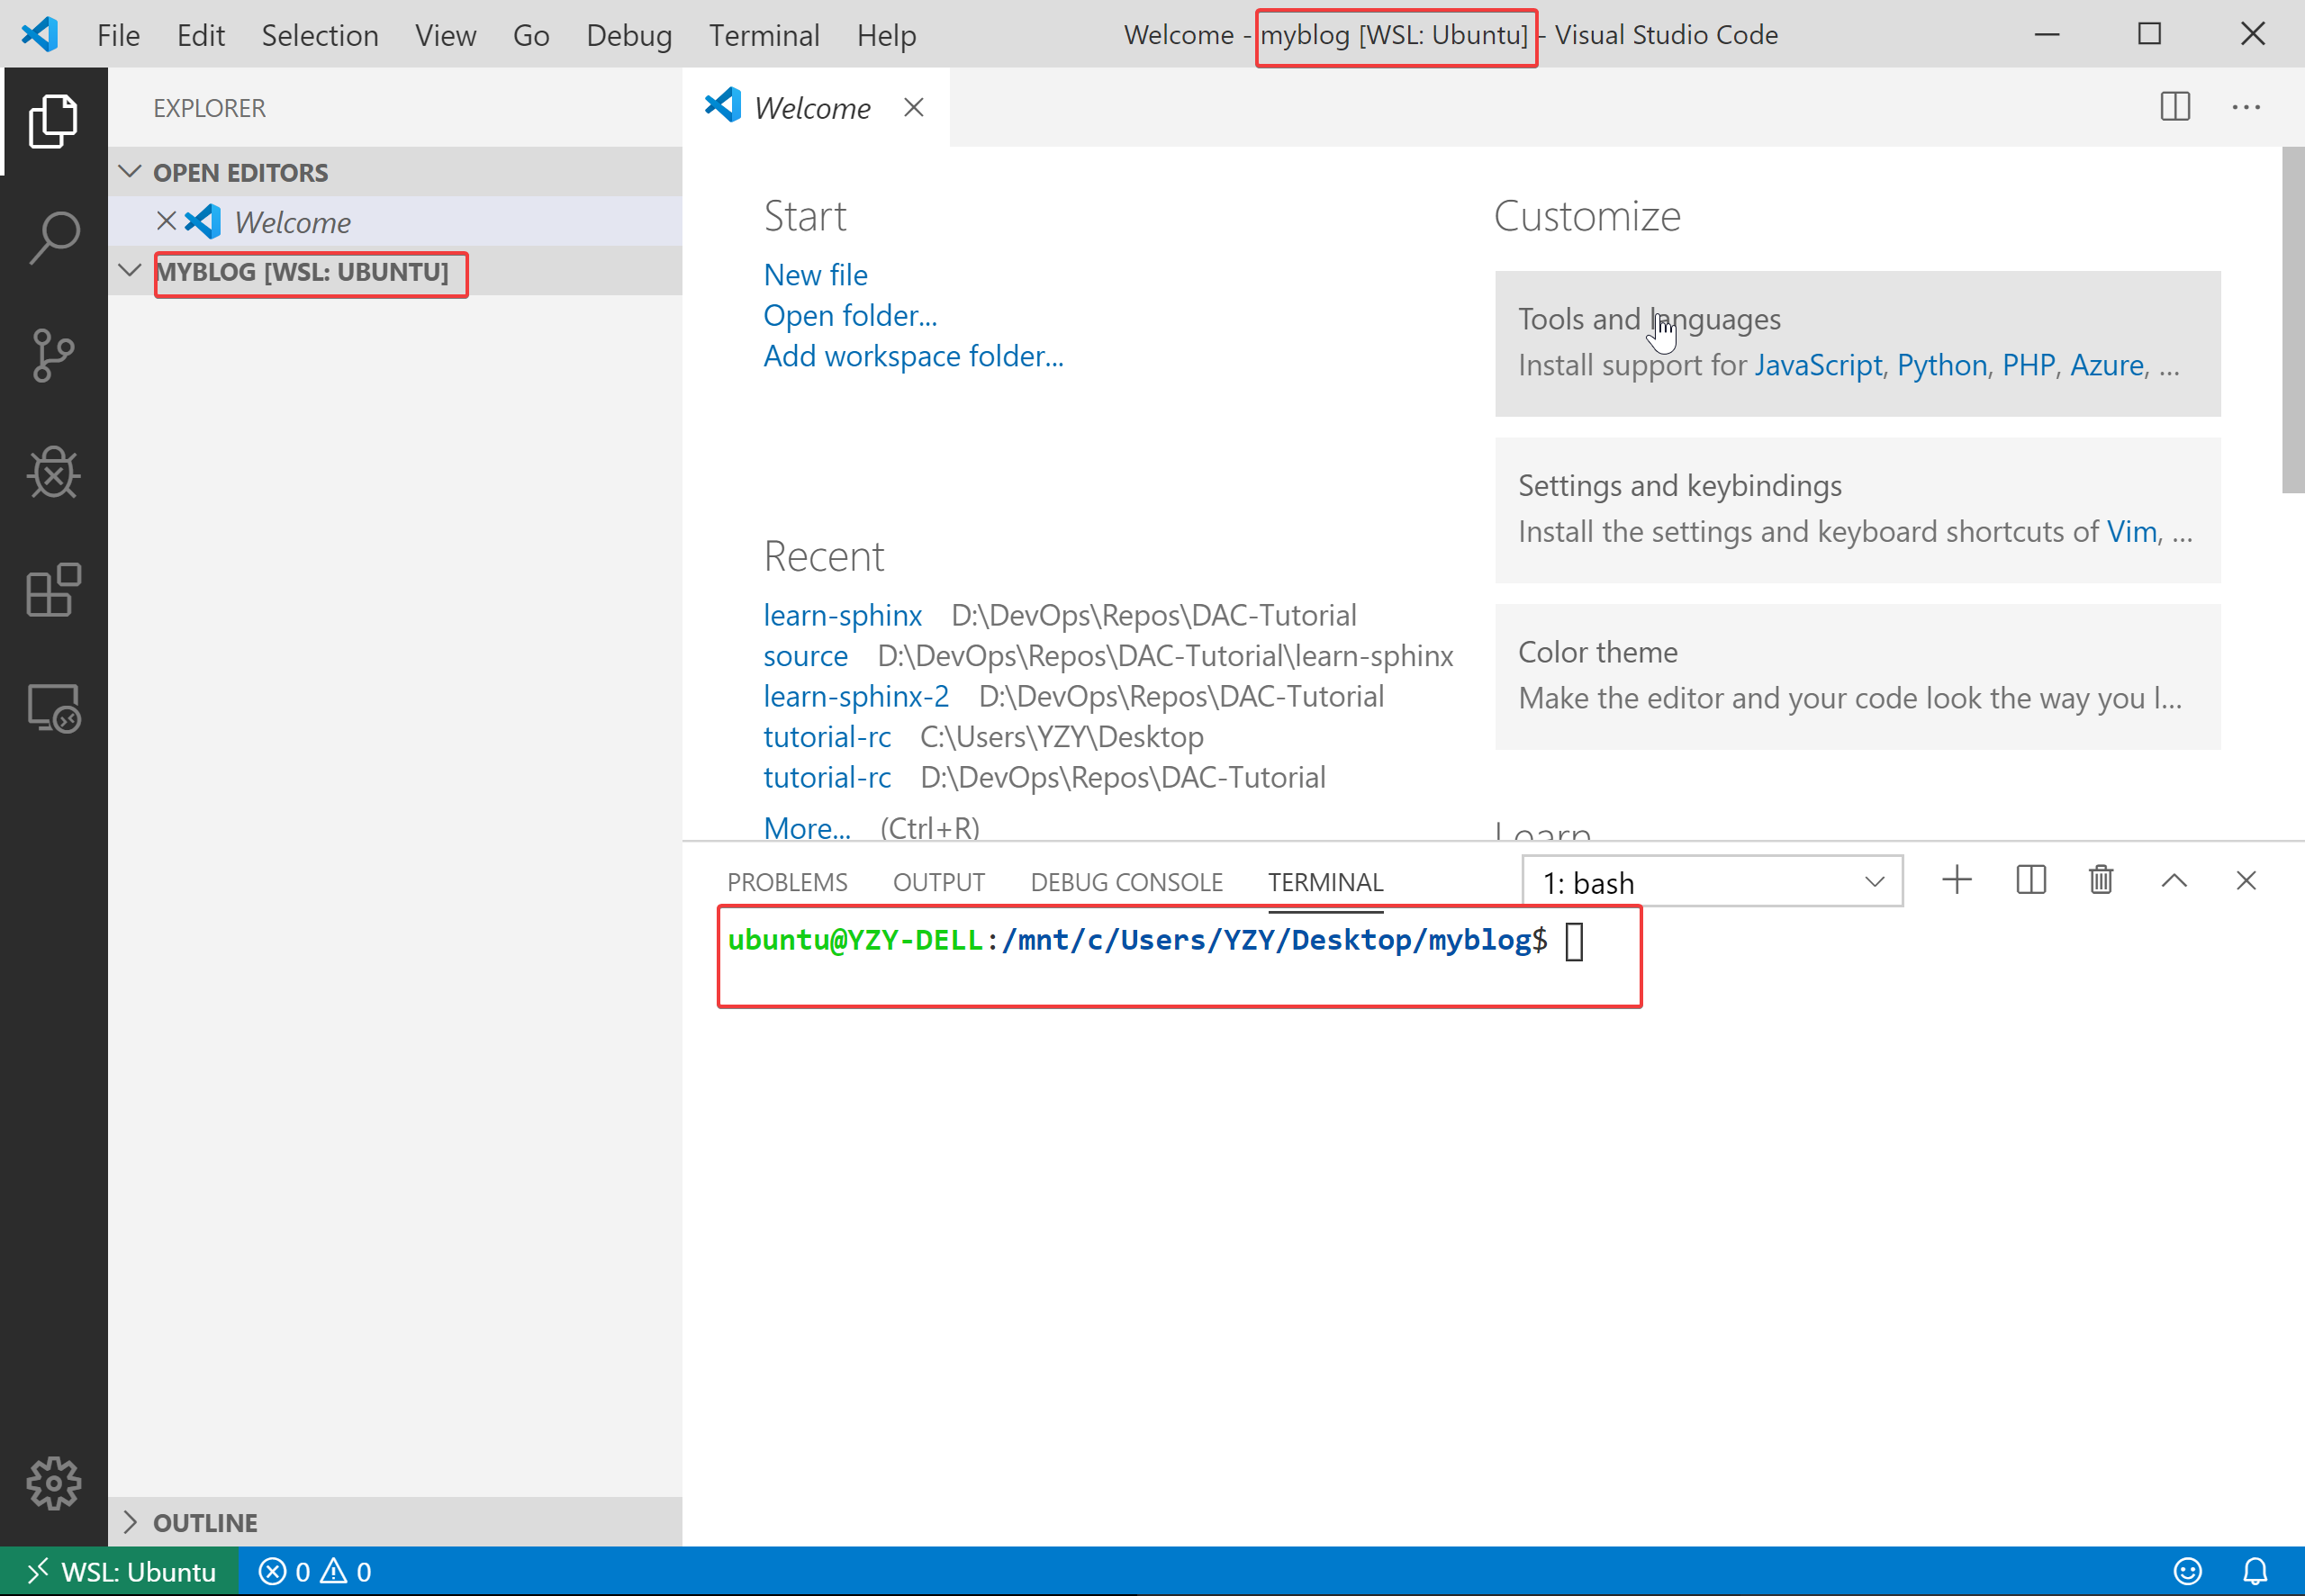 File Edit Selection View Go Debug Terminal Help Welcome - myblog [WSL: Ubuntu] - Visual Studio Code
EXPLORER
OPEN EDITORS
Welcome
MYBLOG [WSL: UBUNTU]
OUTLINE
Welcome
Start
New file
Open folder...
Add workspace folder...
Recent
learn-sphinx D:\DevOps\Repos\DAC-Tutorial
source D:\DevOps\Repos\DAC-Tutorial\learn-sphinx
learn-sphinx-2 D:\DevOps\Repos\DAC-Tutorial
tutorial-rc C:\Users\YZY\Desktop
tutorial-rc D:\DevOps\Repos\DAC-Tutorial
More... (Ctrl+R)
Customize
Tools and languages
Install support for JavaScript, Python, PHP, Azure, ...
Settings and keybindings
Install the settings and keyboard shortcuts of Vim, ...
Color theme
Make the editor and your code look the way you l...
Learn
PROBLEMS OUTPUT DEBUG CONSOLE TERMINAL 1: bash
ubuntu@YZY-DELL:/mnt/c/Users/YZY/Desktop/myblog$
WSL: Ubuntu 0 0